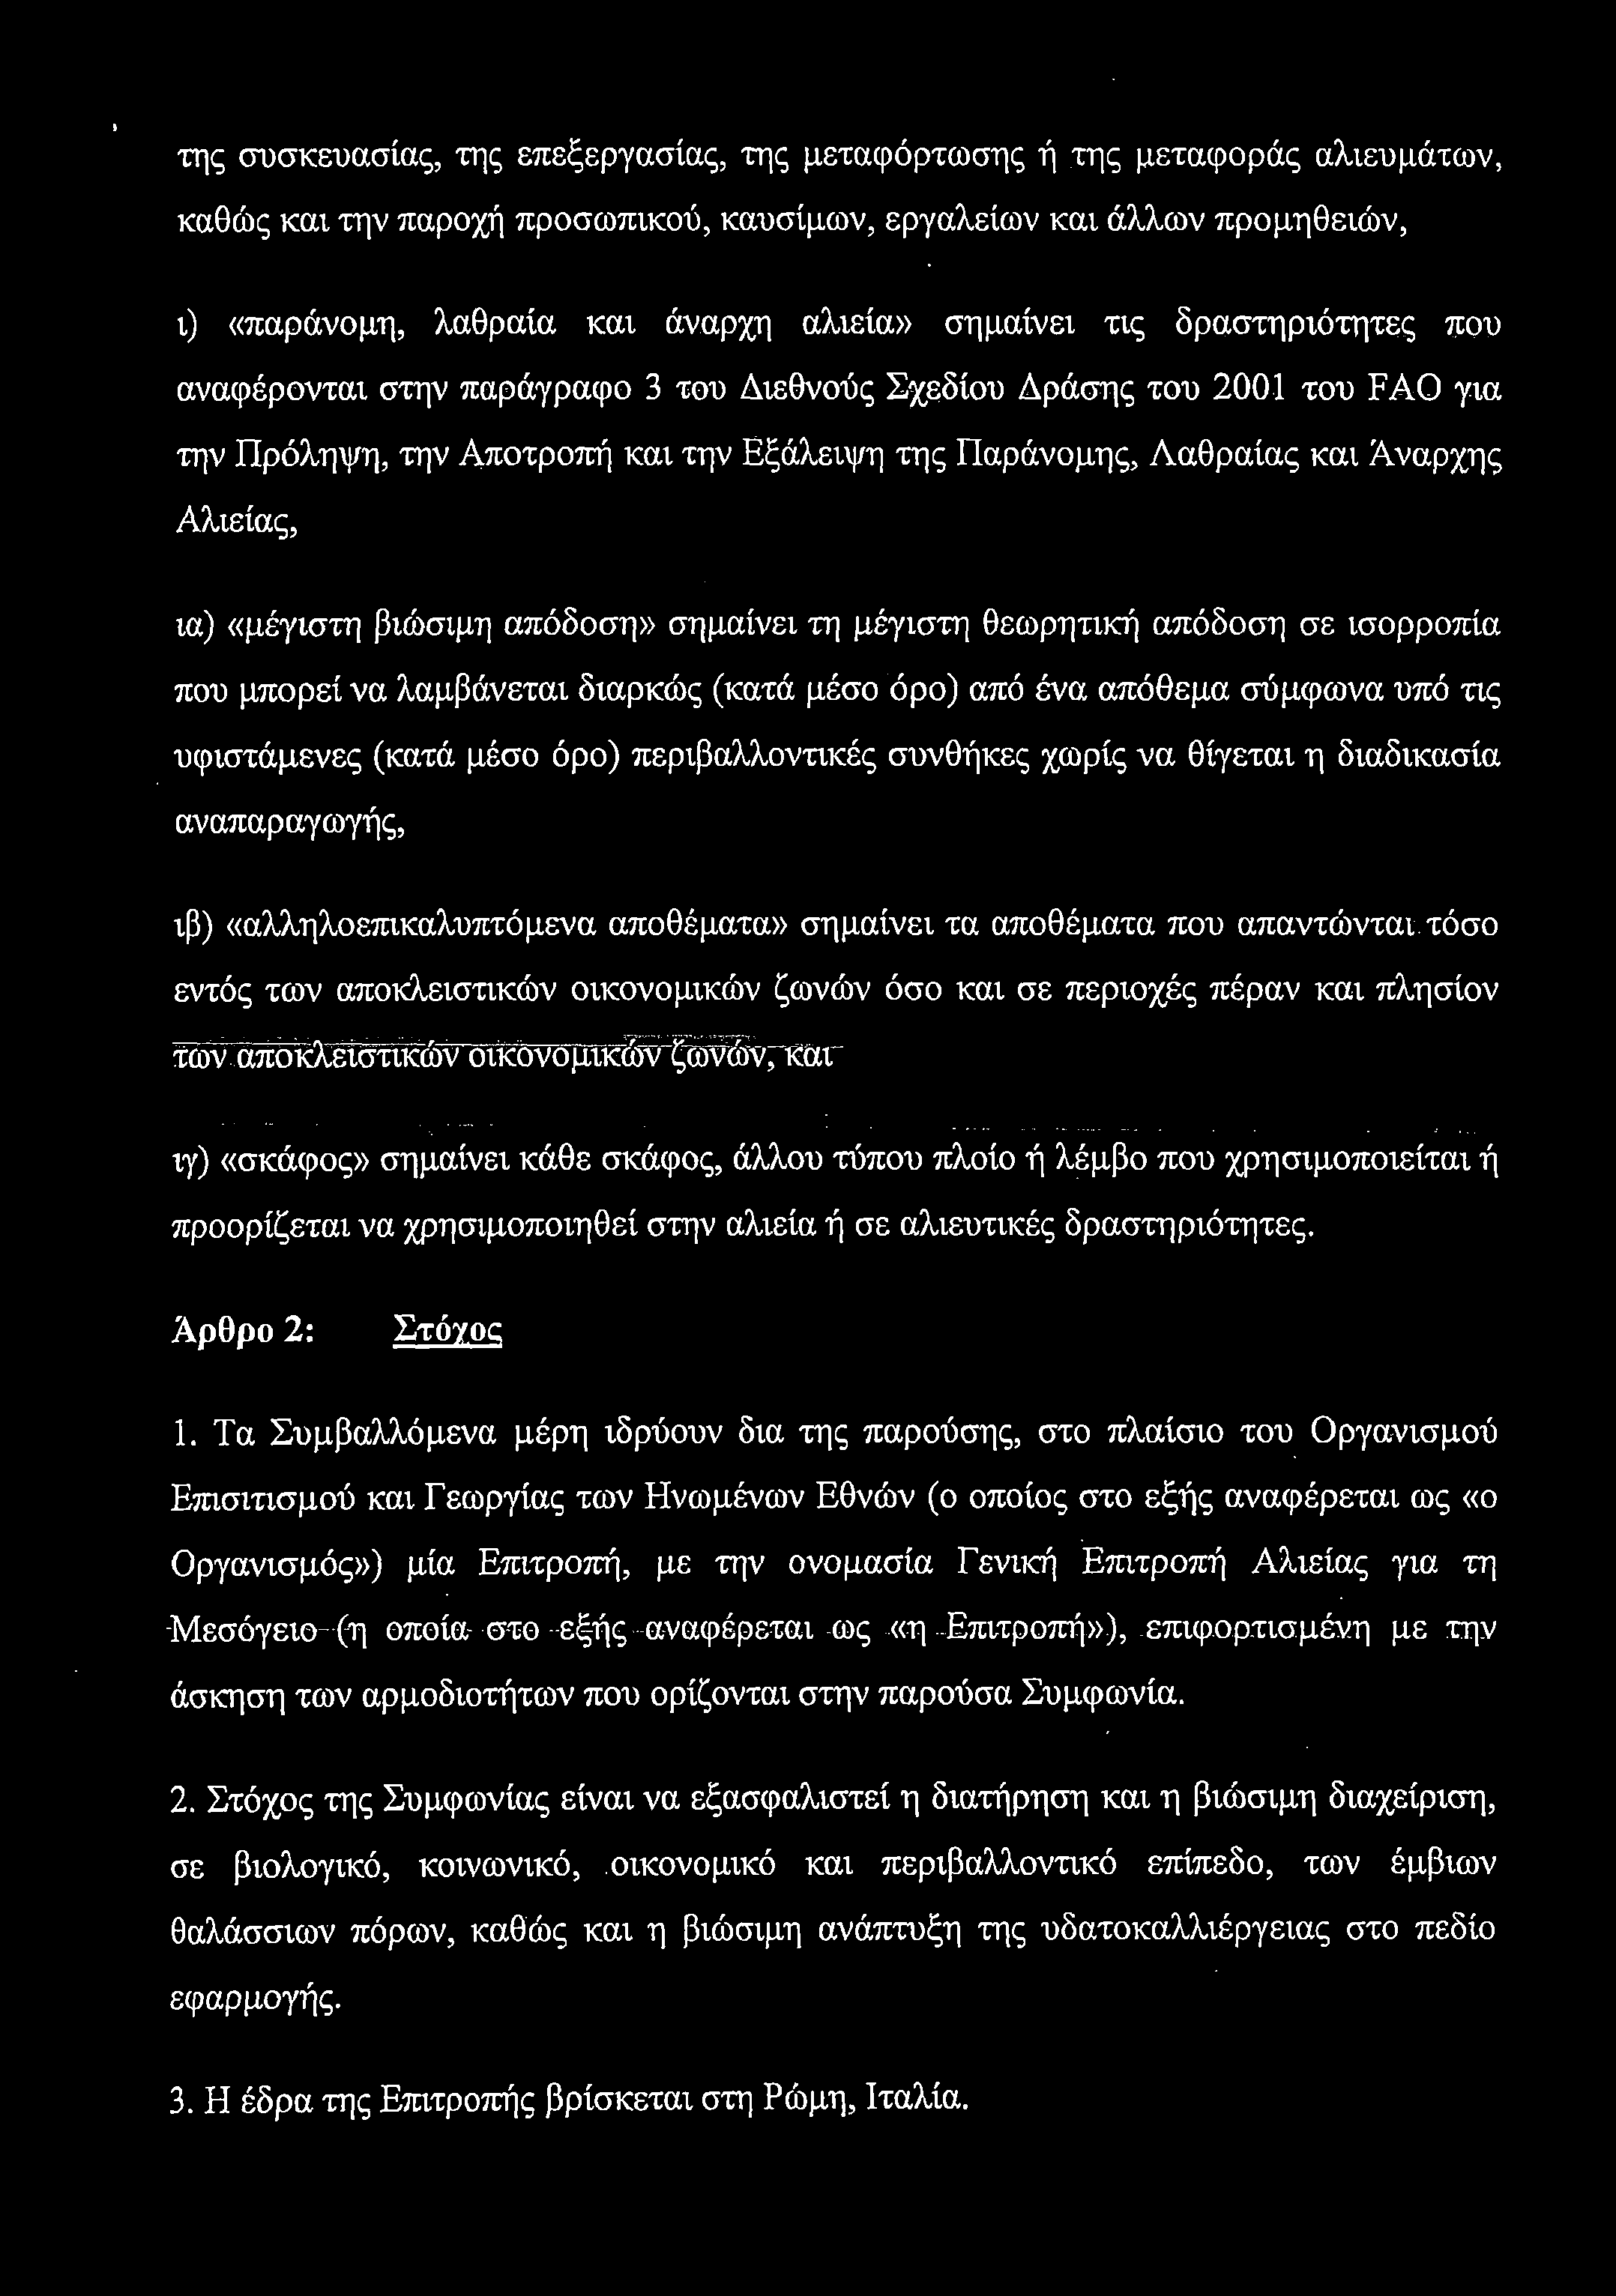 της συσκευασίας, της επεξεργασίας, της μεταφόρτωσης ή της μεταφοράς αλιευμάτων,
καθώς και την παροχή προσωπικού, καυσίμων, εργαλείων και άλλων προμηθειών,
ι) «παράνομη, λαθραία και άναρχη αλιεία» σημαίνει τις δραστηριότητες που
αναφέρονται στην παράγραφο 3 του Διεθνούς Σχεδίου Δράσης του 2001 του FAO για
την Πρόληψη, την Αποτροπή και την Εξάλειψη της Παράνομης, Λαθραίας και Άναρχης
Αλιείας,
ια) «μέγιστη βιώσιμη απόδοση» σημαίνει τη μέγιστη θεωρητική απόδοση σε ισορροπία
που μπορεί να λαμβάνεται διαρκώς (κατά μέσο όρο) από ένα απόθεμα σύμφωνα υπό τις
υφιστάμενες (κατά μέσο όρο) περιβαλλοντικές συνθήκες χωρίς να θίγεται η διαδικασία
αναπαραγωγής,
ιβ) «αλληλοεπικαλυπτόμενα αποθέματα» σημαίνει τα αποθέματα που απαντώνται τόσο
εντός των αποκλειστικών οικονομικών ζωνών όσο και σε περιοχές πέραν και πλησίον
των αποκλειστικών οικονομικών ζωνών, και
ιγ) «σκάφος» σημαίνει κάθε σκάφος, άλλου τύπου πλοίο ή λέμβο που χρησιμοποιείται ή
προορίζεται να χρησιμοποιηθεί στην αλιεία ή σε αλιευτικές δραστηριότητες.
Άρθρο 2: Στόχος
1. Τα Συμβαλλόμενα μέρη ιδρύουν δια της παρούσης, στο πλαίσιο του Οργανισμού
Επισιτισμού και Γεωργίας των Ηνωμένων Εθνών (ο οποίος στο εξής αναφέρεται ως «ο
Οργανισμός») μία Επιτροπή, με την ονομασία Γενική Επιτροπή Αλιείας για τη
Μεσόγειο (η οποία στο εξής αναφέρεται ως «η Επιτροπή»), επιφορτισμένη με την
άσκηση των αρμοδιοτήτων που ορίζονται στην παρούσα Συμφωνία.
2. Στόχος της Συμφωνίας είναι να εξασφαλιστεί η διατήρηση και η βιώσιμη διαχείριση,
σε βιολογικό, κοινωνικό, οικονομικό και περιβαλλοντικό επίπεδο, των έμβιων
θαλάσσιων πόρων, καθώς και η βιώσιμη ανάπτυξη της υδατοκαλλιέργειας στο πεδίο
εφαρμογής.
3. Η έδρα της Επιτροπής βρίσκεται στη Ρώμη, Ιταλία.